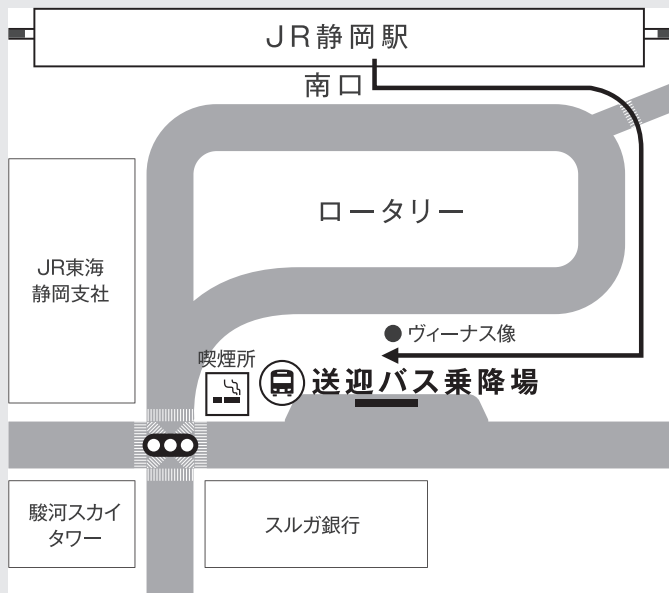 JR静岡駅
南口
ロータリー
JR東海
静岡支社
ヴィーナス像
喫煙所
送迎バス乗降場
駿河スカイ
タワー
スルガ銀行